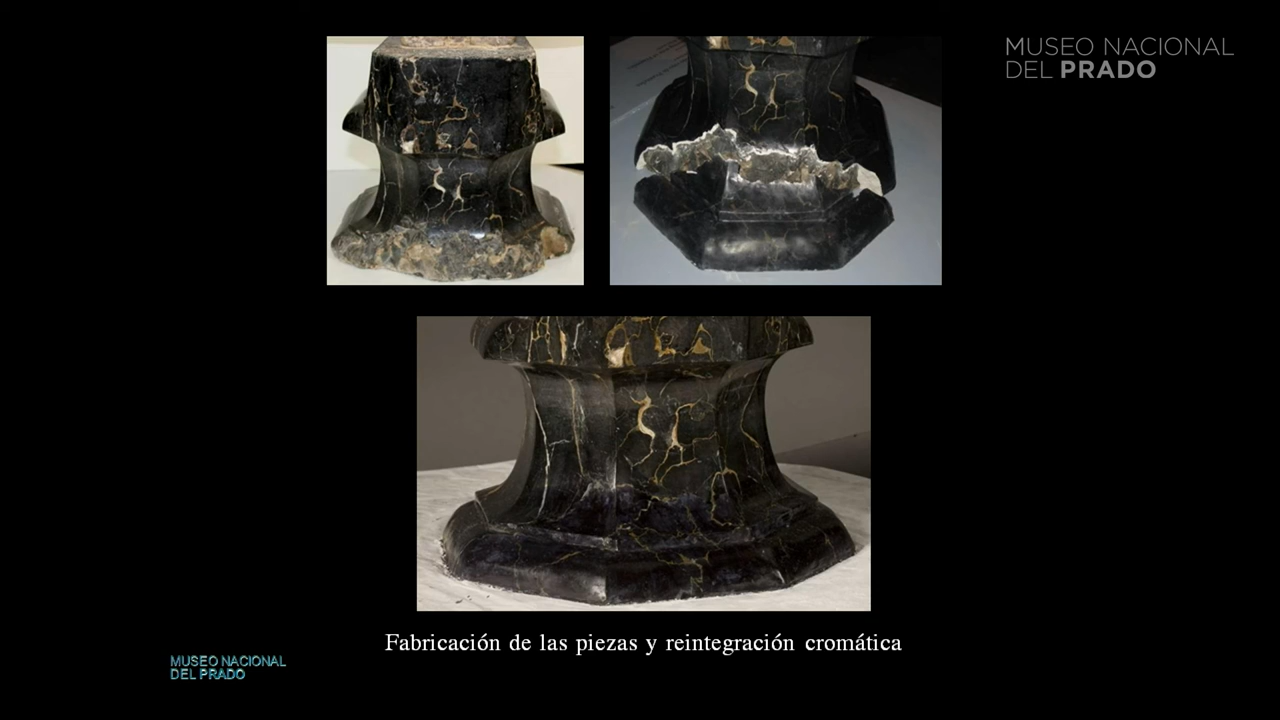 MUSEO NACIONAL
DEL PRADO
Fabricación de las piezas y reintegración cromática
MUSEO NACIONAL
DEL PRADO